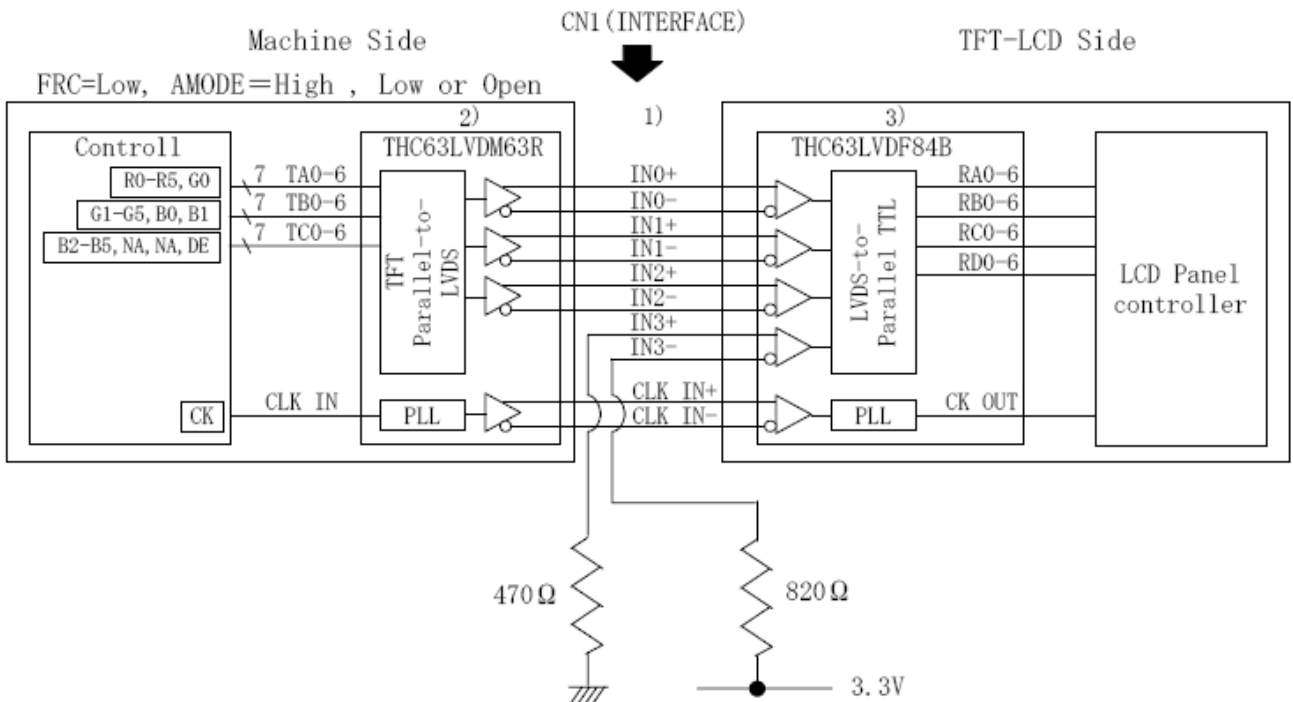 CN1(INTERFACE)
Machine Side
TFT-LCD Side
FRC=Low, AMODE=High , Low or Open
2)
1)
3)
Controll
THC63LVDM63R
THC63LVDF84B
R0-R5, G0
7 TA0-6
G1-G5, B0, B1
7 TB0-6
B2-B5, NA, NA, DE
7 TC0-6
TFT
Parallel-to-
LVDS
IN0+
IN0-
IN1+
IN1-
IN2+
IN2-
IN3+
IN3-
LVDS-to-
Parallel TTL
RA0-6
RB0-6
RC0-6
RD0-6
LCD Panel
controller
CK
CLK IN
PLL
CLK IN+
CLK IN-
PLL
CK OUT
470Ω
820Ω
3.3V